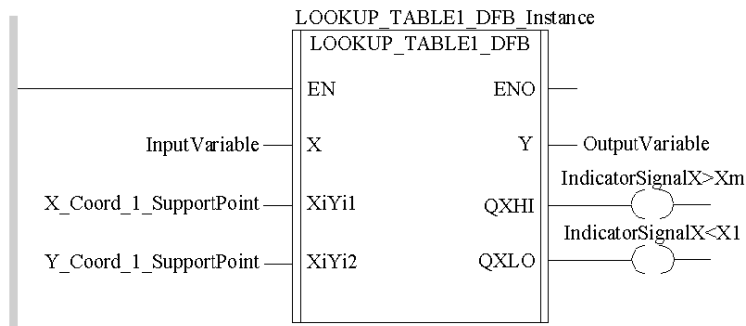 LOOKUP_TABLE1_DFB_Instance
LOOKUP_TABLE1_DFB
EN ENO
InputVariable X Y OutputVariable
IndicatorSignalX>Xm
X_Coord_1_SupportPoint XiYi1 QXHI
IndicatorSignalX<X1
Y_Coord_1_SupportPoint XiYi2 QXLO